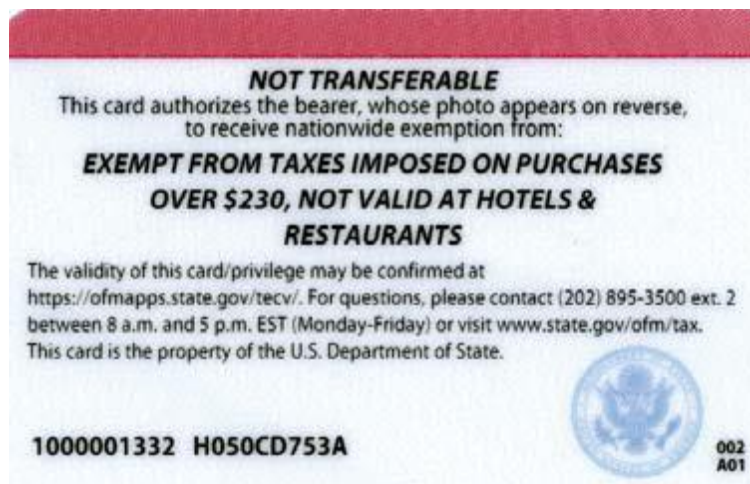 NOT TRANSFERABLE
This card authorizes the bearer, whose photo appears on reverse,
to receive nationwide exemption from:
EXEMPT FROM TAXES IMPOSED ON PURCHASES
OVER $230, NOT VALID AT HOTELS &
RESTAURANTS
The validity of this card/privilege may be confirmed at
https://ofmapps.state.gov/tecv/. For questions, please contact (202) 895-3500 ext. 2
between 8 a.m. and 5 p.m. EST (Monday-Friday) or visit www.state.gov/ofm/tax.
This card is the property of the U.S. Department of State.
1000001332 H050CD753A
002
A01